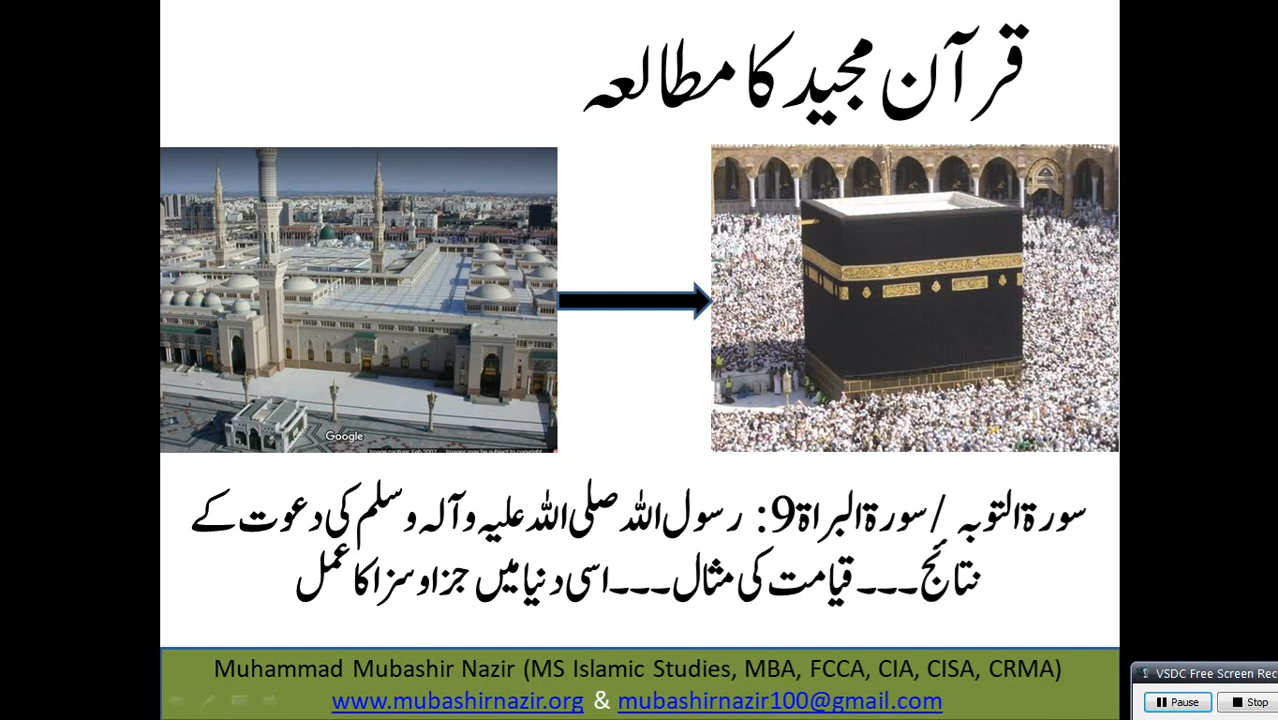 قرآن مجید کا مطالعہ
Google
سورۃ التوبہ / سورۃ البراۃ 9: رسول اللہ صلی اللہ علیہ وآلہ وسلم کی دعوت کے
نتائج۔۔۔ قیامت کی مثال۔۔۔ اسی دنیا میں جزا و سزا کا عمل
Muhammad Mubashir Nazir (MS Islamic Studies, MBA, FCCA, CIA, CISA, CRMA)
www.mubashirnazir.org & mubashirnazir100@gmail.com
VSDC Free Screen Rec
Pause Stop